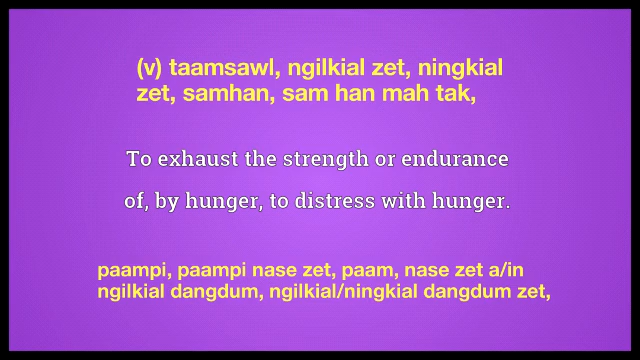 (v) taamsawl, ngilkial zet, ningkial
zet, samhan, sam han mah tak,
To exhaust the strength or endurance
of, by hunger, to distress with hunger.
paampi, paampi nase zet, paam, nase zet a/in
ngilkial dangdum, ngilkial/ningkial dangdum zet,